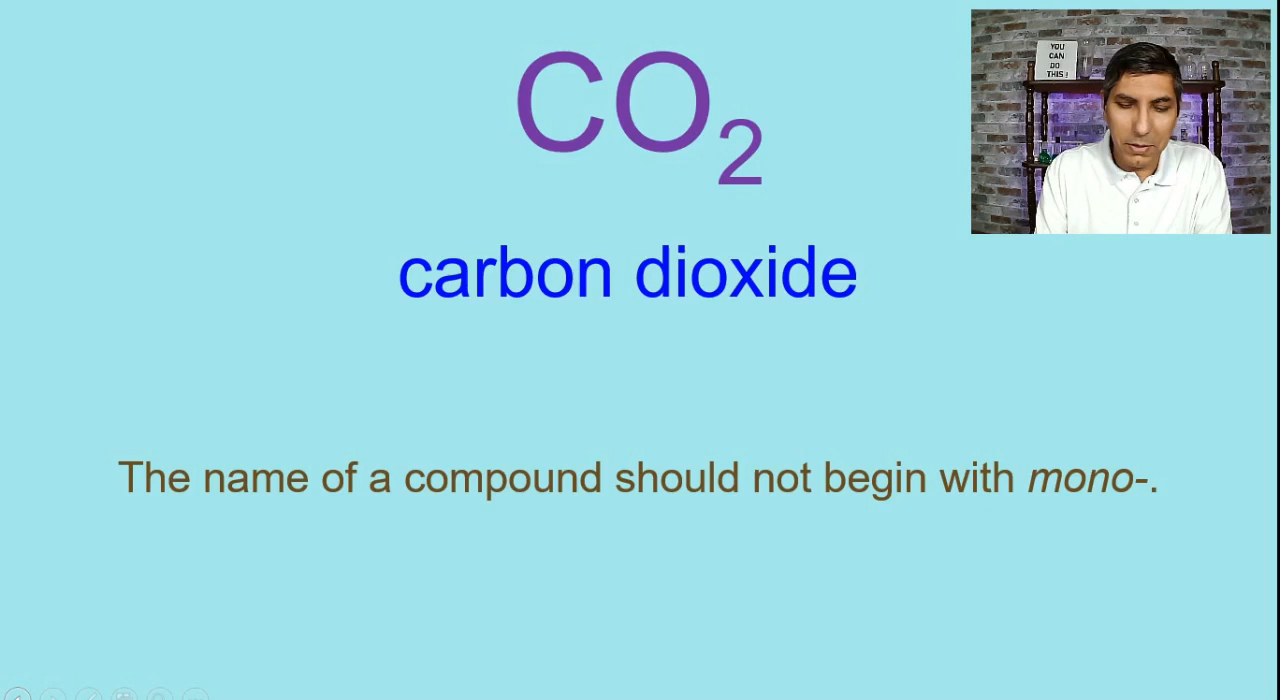 CO₂
carbon dioxide
The name of a compound should not begin with mono-.
YOU
CAN
DO
THIS!